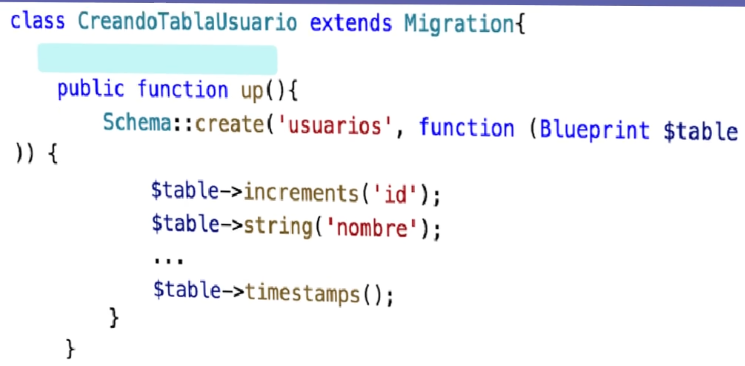 class CreandoTablaUsuario extends Migration{
public function up(){
Schema::create('usuarios', function (Blueprint $table
)) {
$table->increments('id');
$table->string('nombre');
...
$table->timestamps();
}
}